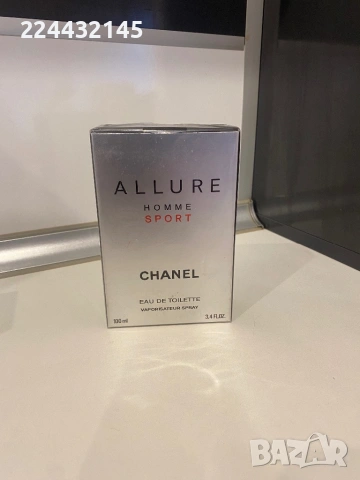 224432145
ALLURE
HOMME
SPORT
CHANEL
EAU DE TOILETTE
VAPORISATEUR SPRAY
100 ml 3.4 FL.OZ.
BAZAR